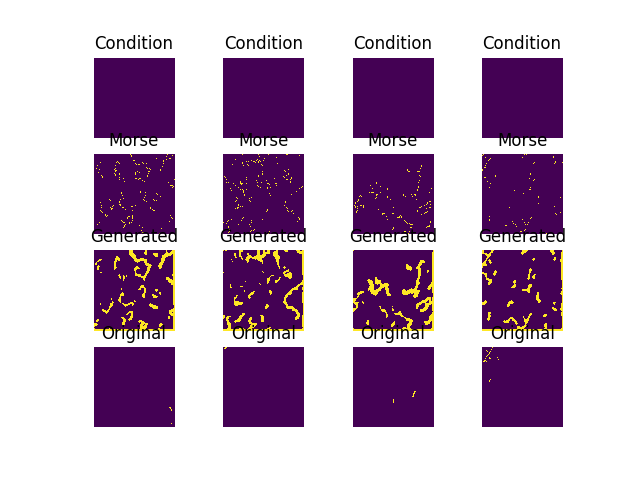 Condition Condition Condition Condition
Morse Morse Morse Morse
Generated Generated Generated Generated
Original Original Original Original